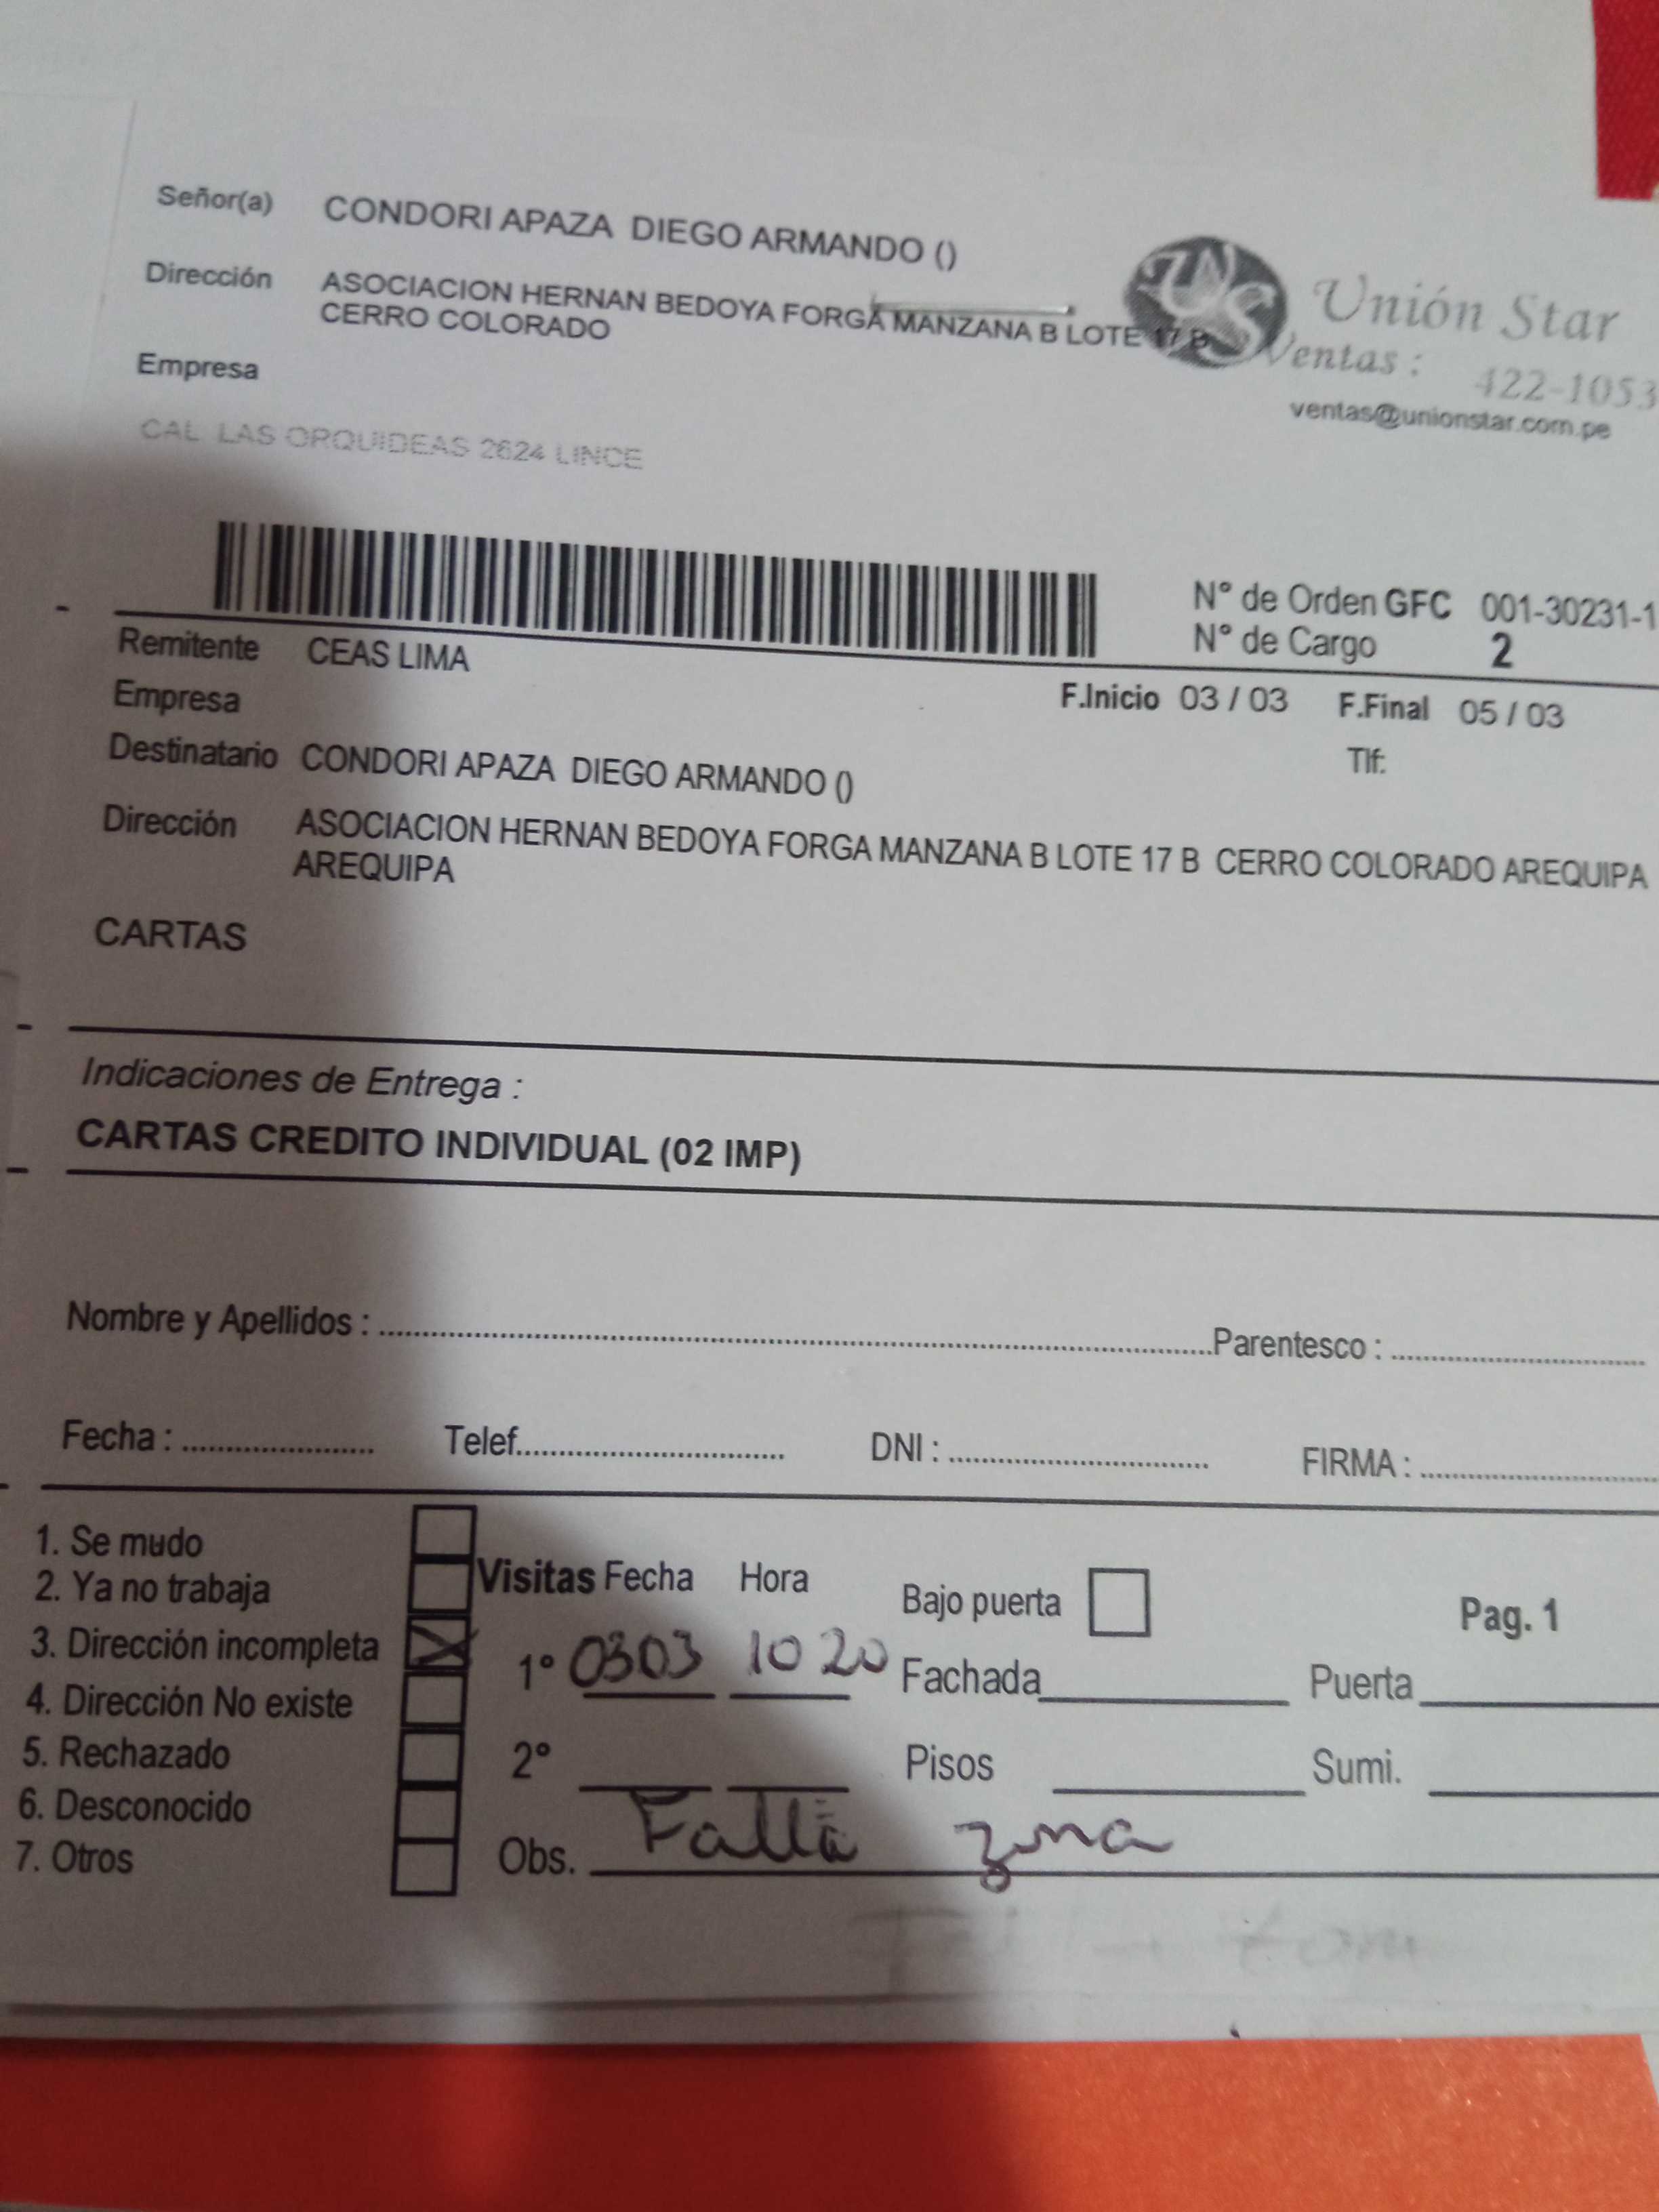 Señor(a) CONDORI APAZA DIEGO ARMANDO ()
Dirección ASOCIACION HERNAN BEDOYA FORGA MANZANA B LOTE 17 B
CERRO COLORADO
Empresa
CAL LAS ORQUIDEAS 2624 LINCE
Unión Star
Ventas : 422-1053
ventas@unionstar.com.pe
N° de Orden GFC 001-30231-1
N° de Cargo 2
Remitente CEAS LIMA
Empresa F.Inicio 03 / 03 F.Final 05 / 03
Tlf:
Destinatario CONDORI APAZA DIEGO ARMANDO ()
Dirección ASOCIACION HERNAN BEDOYA FORGA MANZANA B LOTE 17 B CERRO COLORADO AREQUIPA
AREQUIPA
CARTAS
Indicaciones de Entrega :
CARTAS CREDITO INDIVIDUAL (02 IMP)
Nombre y Apellidos : Parentesco :
Fecha : Telef. DNI : FIRMA :
1. Se mudo
2. Ya no trabaja
3. Dirección incompleta
4. Dirección No existe
5. Rechazado
6. Desconocido
7. Otros
Visitas Fecha Hora Bajo puerta Pag. 1
1° 0303 10 20 Fachada Puerta
2° Pisos Sumi.
Obs. Falta zona